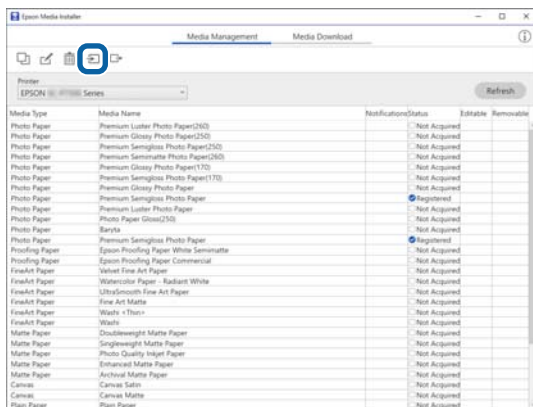 Epson Media Installer
Media Management Media Download
Printer
EPSON Series
Refresh
Media Type Media Name Notifications Status Editable Removable
Photo Paper Premium Luster Photo Paper(260) Not Acquired
Photo Paper Premium Glossy Photo Paper(250) Not Acquired
Photo Paper Premium Semigloss Photo Paper(250) Not Acquired
Photo Paper Premium Semimatte Photo Paper(260) Not Acquired
Photo Paper Premium Glossy Photo Paper(170) Not Acquired
Photo Paper Premium Semigloss Photo Paper(170) Not Acquired
Photo Paper Premium Glossy Photo Paper Not Acquired
Photo Paper Premium Semigloss Photo Paper Registered
Photo Paper Premium Luster Photo Paper Not Acquired
Photo Paper Photo Paper Gloss(250) Not Acquired
Photo Paper Baryta Not Acquired
Photo Paper Premium Semigloss Photo Paper Registered
Proofing Paper Epson Proofing Paper White Semimatte Not Acquired
Proofing Paper Epson Proofing Paper Commercial Not Acquired
FineArt Paper Velvet Fine Art Paper Not Acquired
FineArt Paper Watercolor Paper - Radiant White Not Acquired
FineArt Paper UltraSmooth Fine Art Paper Not Acquired
FineArt Paper Fine Art Matte Not Acquired
FineArt Paper Washi <Thin> Not Acquired
FineArt Paper Washi Not Acquired
Matte Paper Doubleweight Matte Paper Not Acquired
Matte Paper Singleweight Matte Paper Not Acquired
Matte Paper Photo Quality Inkjet Paper Not Acquired
Matte Paper Enhanced Matte Paper Not Acquired
Matte Paper Archival Matte Paper Not Acquired
Canvas Canvas Satin Not Acquired
Canvas Canvas Matte Not Acquired
Plain Paper Plain Paper Not Acquired